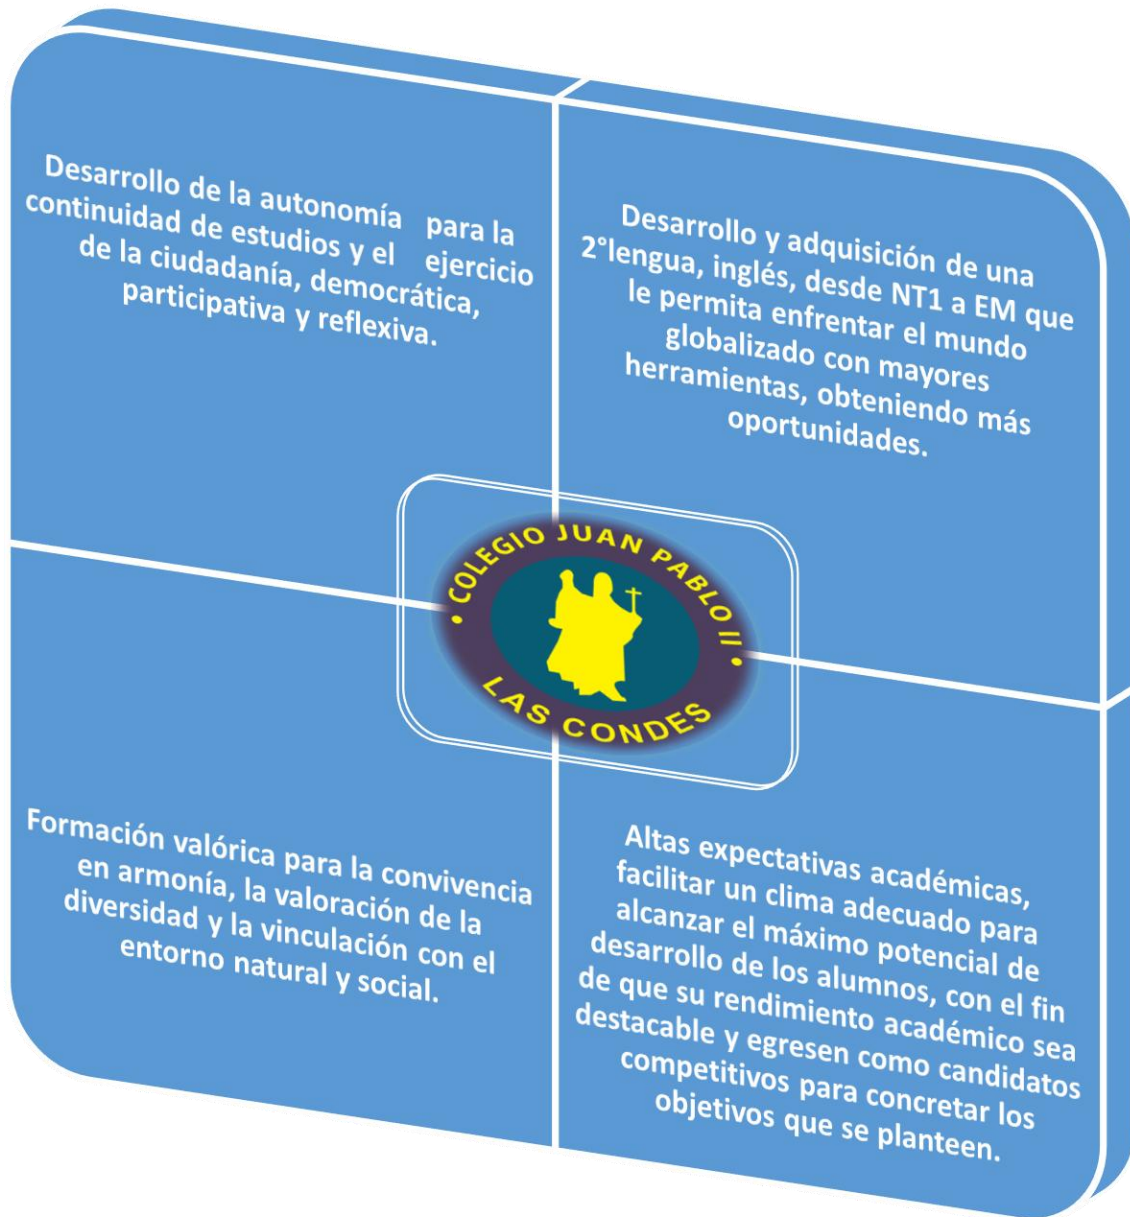 Desarrollo de la autonomía para la
continuidad de estudios y el ejercicio
de la ciudadanía, democrática,
participativa y reflexiva.
Desarrollo y adquisición de una
2°lengua, inglés, desde NT1 a EM que
le permita enfrentar el mundo
globalizado con mayores
herramientas, obteniendo más
oportunidades.
• COLEGIO JUAN PABLO II •
LAS CONDES
Formación valórica para la convivencia
en armonía, la valoración de la
diversidad y la vinculación con el
entorno natural y social.
Altas expectativas académicas,
facilitar un clima adecuado para
alcanzar el máximo potencial de
desarrollo de los alumnos, con el fin
de que su rendimiento académico sea
destacable y egresen como candidatos
competitivos para concretar los
objetivos que se planteen.